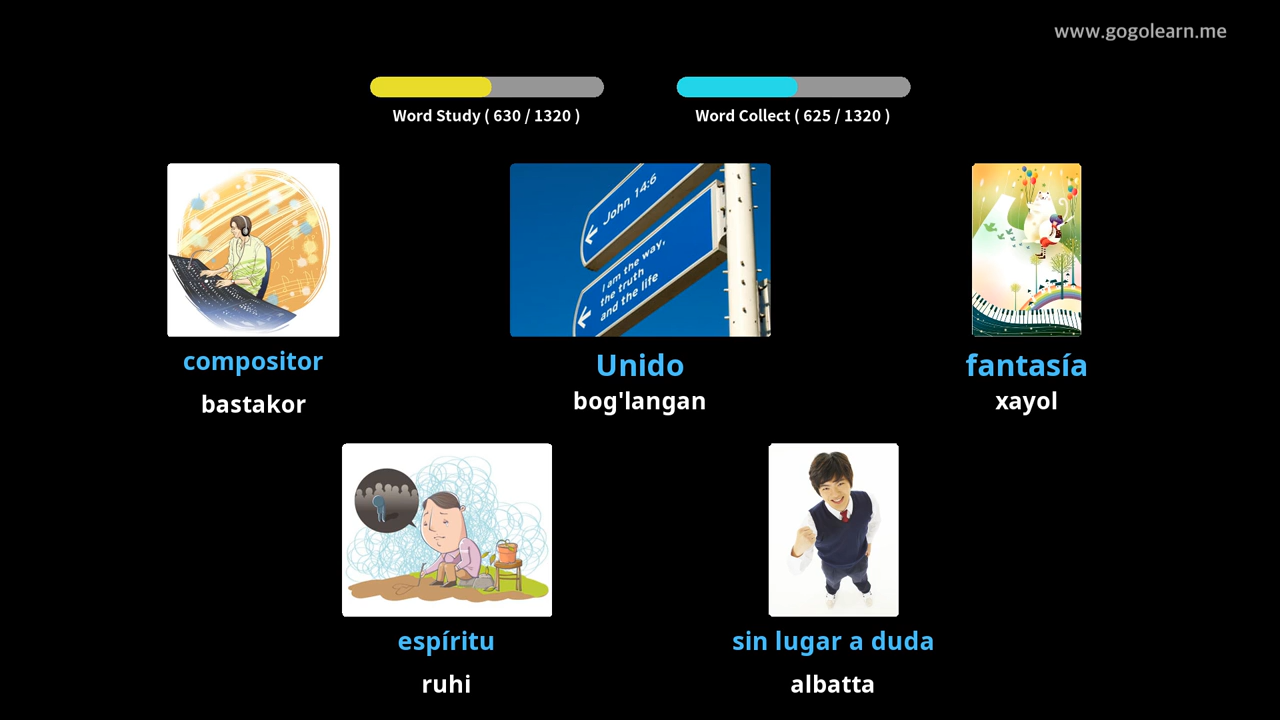 www.gogolearn.me
Word Study ( 630 / 1320 )
Word Collect ( 625 / 1320 )
John 14:6
I am the way,
the truth
and the life
compositor
bastakor
Unido
bog'langan
fantasía
xayol
espíritu
ruhi
sin lugar a duda
albatta